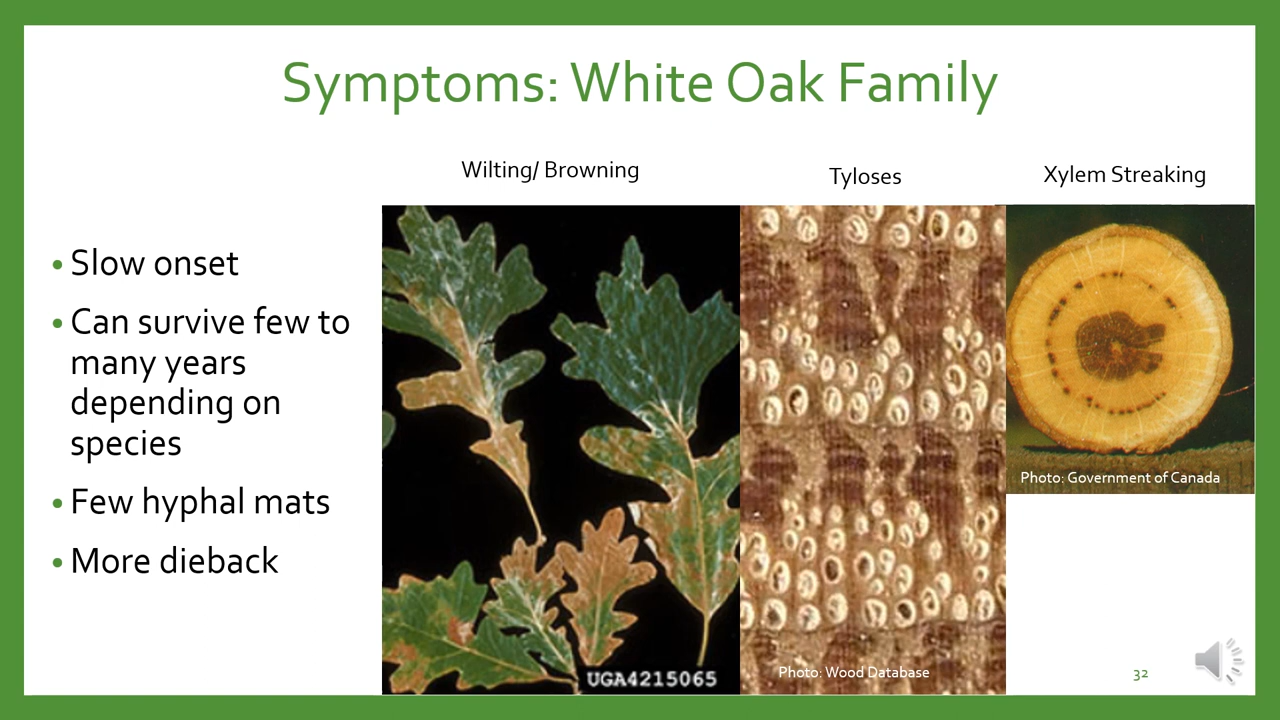 Symptoms: White Oak Family
Wilting/ Browning
Tyloses
Xylem Streaking
• Slow onset
• Can survive few to
many years
depending on
species
• Few hyphal mats
• More dieback
UGA4215065
Photo: Wood Database
Photo: Government of Canada
32